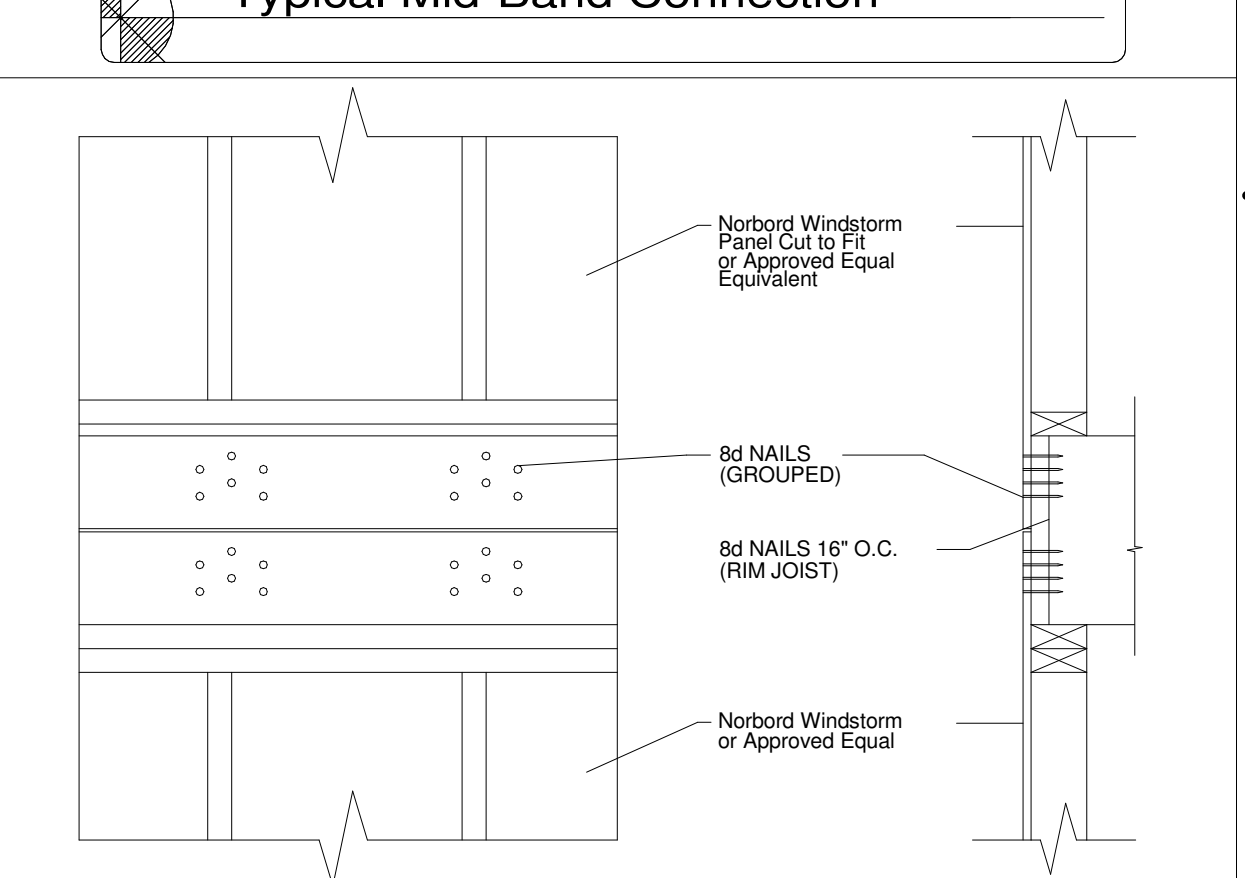 Typical Mid-Band Connection
Norbord Windstorm
Panel Cut to Fit
or Approved Equal
Equivalent
8d NAILS
(GROUPED)
8d NAILS 16" O.C.
(RIM JOIST)
Norbord Windstorm
or Approved Equal